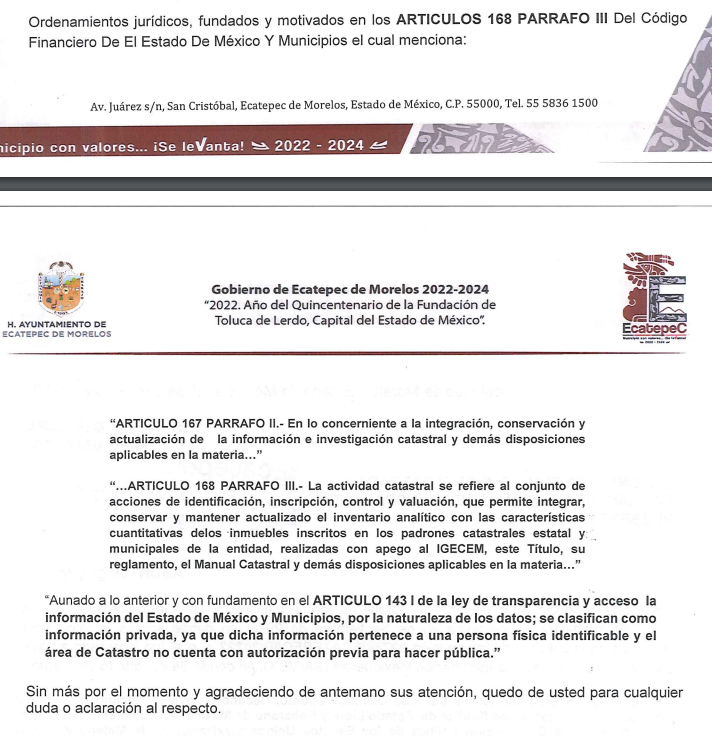 Ordenamientos jurídicos, fundados y motivados en los ARTICULOS 168 PARRAFO III Del Código
Financiero De El Estado De México Y Municipios el cual menciona:
Av. Juárez s/n, San Cristóbal, Ecatepec de Morelos, Estado de México, C.P. 55000, Tel. 55 5836 1500
nicipio con valores... ¡Se leVanta! 2022 - 2024
H. AYUNTAMIENTO DE
ECATEPEC DE MORELOS
Gobierno de Ecatepec de Morelos 2022-2024
“2022. Año del Quincentenario de la Fundación de
Toluca de Lerdo, Capital del Estado de México”.
EcatepeC
“ARTICULO 167 PARRAFO II.- En lo concerniente a la integración, conservación y
actualización de la información e investigación catastral y demás disposiciones
aplicables en la materia…”
“…ARTICULO 168 PARRAFO III.- La actividad catastral se refiere al conjunto de
acciones de identificación, inscripción, control y valuación, que permite integrar,
conservar y mantener actualizado el inventario analítico con las características
cuantitativas delos inmuebles inscritos en los padrones catastrales estatal y
municipales de la entidad, realizadas con apego al IGECEM, este Título, su
reglamento, el Manual Catastral y demás disposiciones aplicables en la materia…”
“Aunado a lo anterior y con fundamento en el ARTICULO 143 I de la ley de transparencia y acceso la
información del Estado de México y Municipios, por la naturaleza de los datos; se clasifican como
información privada, ya que dicha información pertenece a una persona física identificable y el
área de Catastro no cuenta con autorización previa para hacer pública.”
Sin más por el momento y agradeciendo de antemano sus atención, quedo de usted para cualquier
duda o aclaración al respecto.